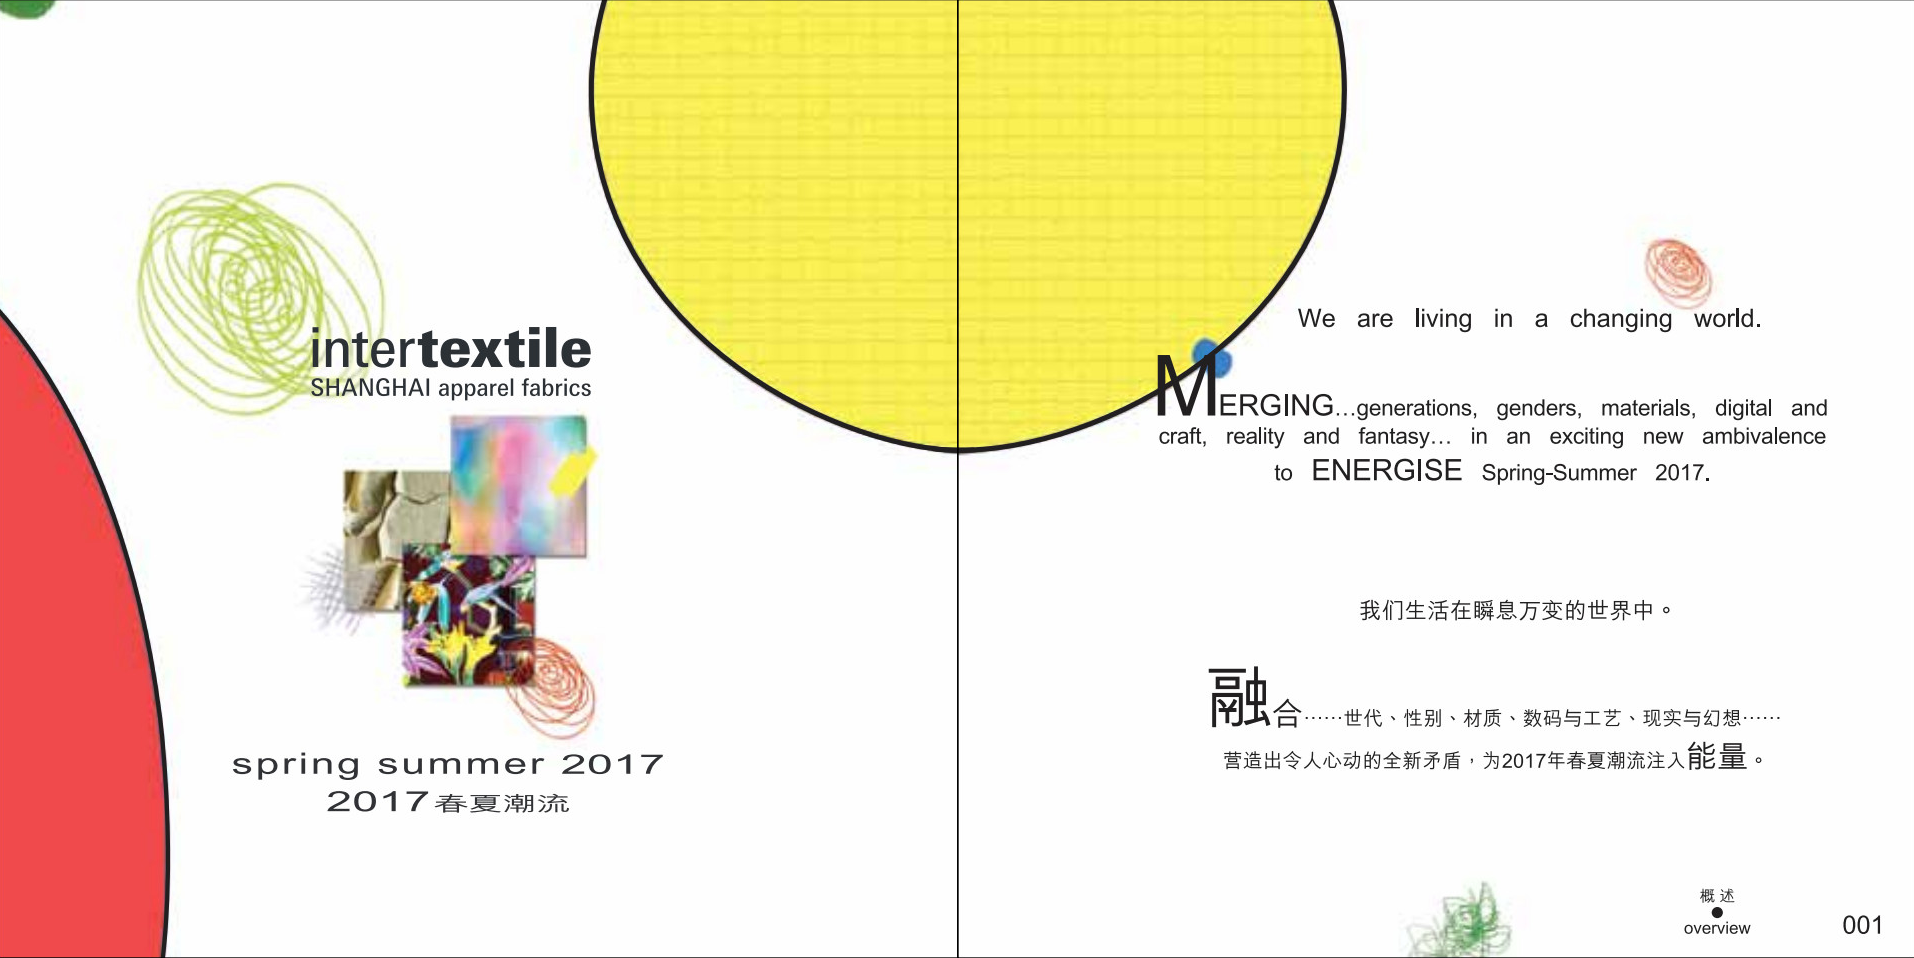 intertextile
SHANGHAI apparel fabrics
spring summer 2017
2017春夏潮流
We are living in a changing world.
MERGING...generations, genders, materials, digital and
craft, reality and fantasy... in an exciting new ambivalence
to ENERGISE Spring-Summer 2017.
我们生活在瞬息万变的世界中。
融合……世代、性别、材质、数码与工艺、现实与幻想……
营造出令人心动的全新矛盾，为2017年春夏潮流注入能量。
概述
overview
001